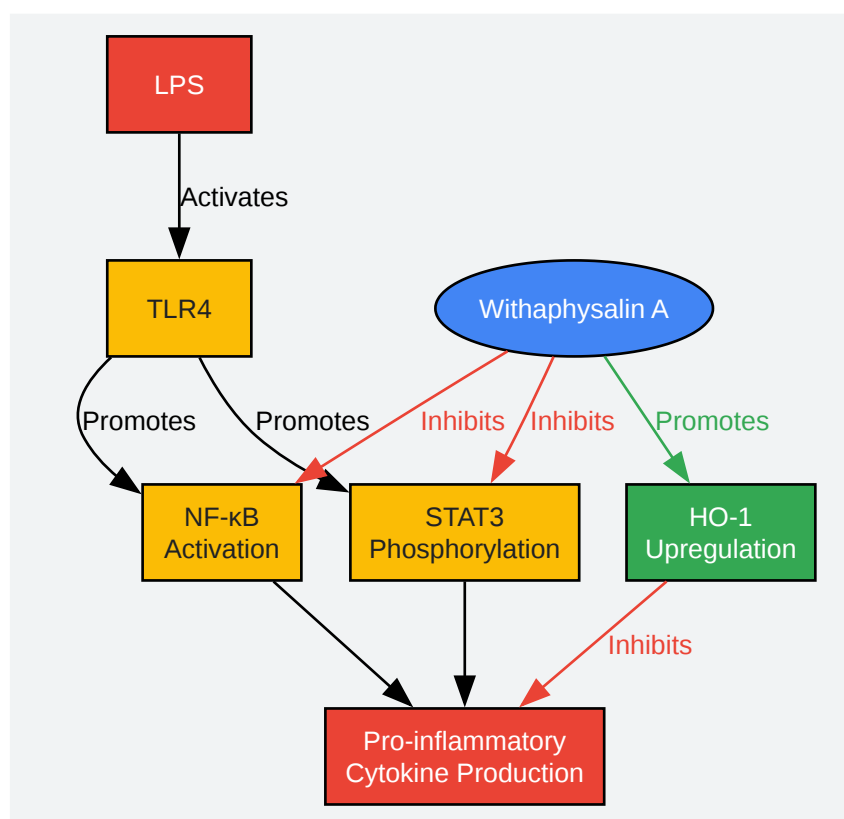 LPS
Activates
TLR4
Withaphysalin A
Promotes
Promotes
Inhibits
Inhibits
Promotes
NF-κB
Activation
STAT3
Phosphorylation
HO-1
Upregulation
Inhibits
Pro-inflammatory
Cytokine Production